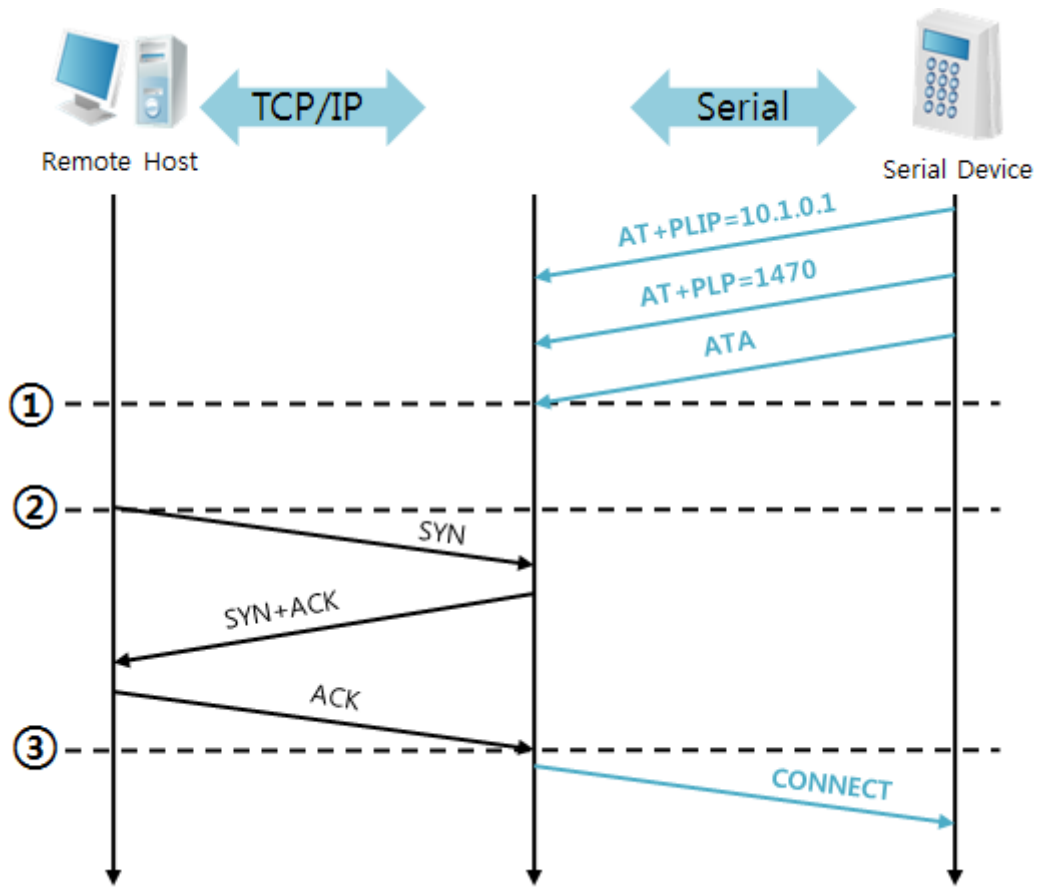 TCP/IP
Serial
Remote Host
Serial Device
AT+PLIP=10.1.0.1
AT+PLP=1470
ATA
①
②
SYN
SYN+ACK
ACK
③
CONNECT